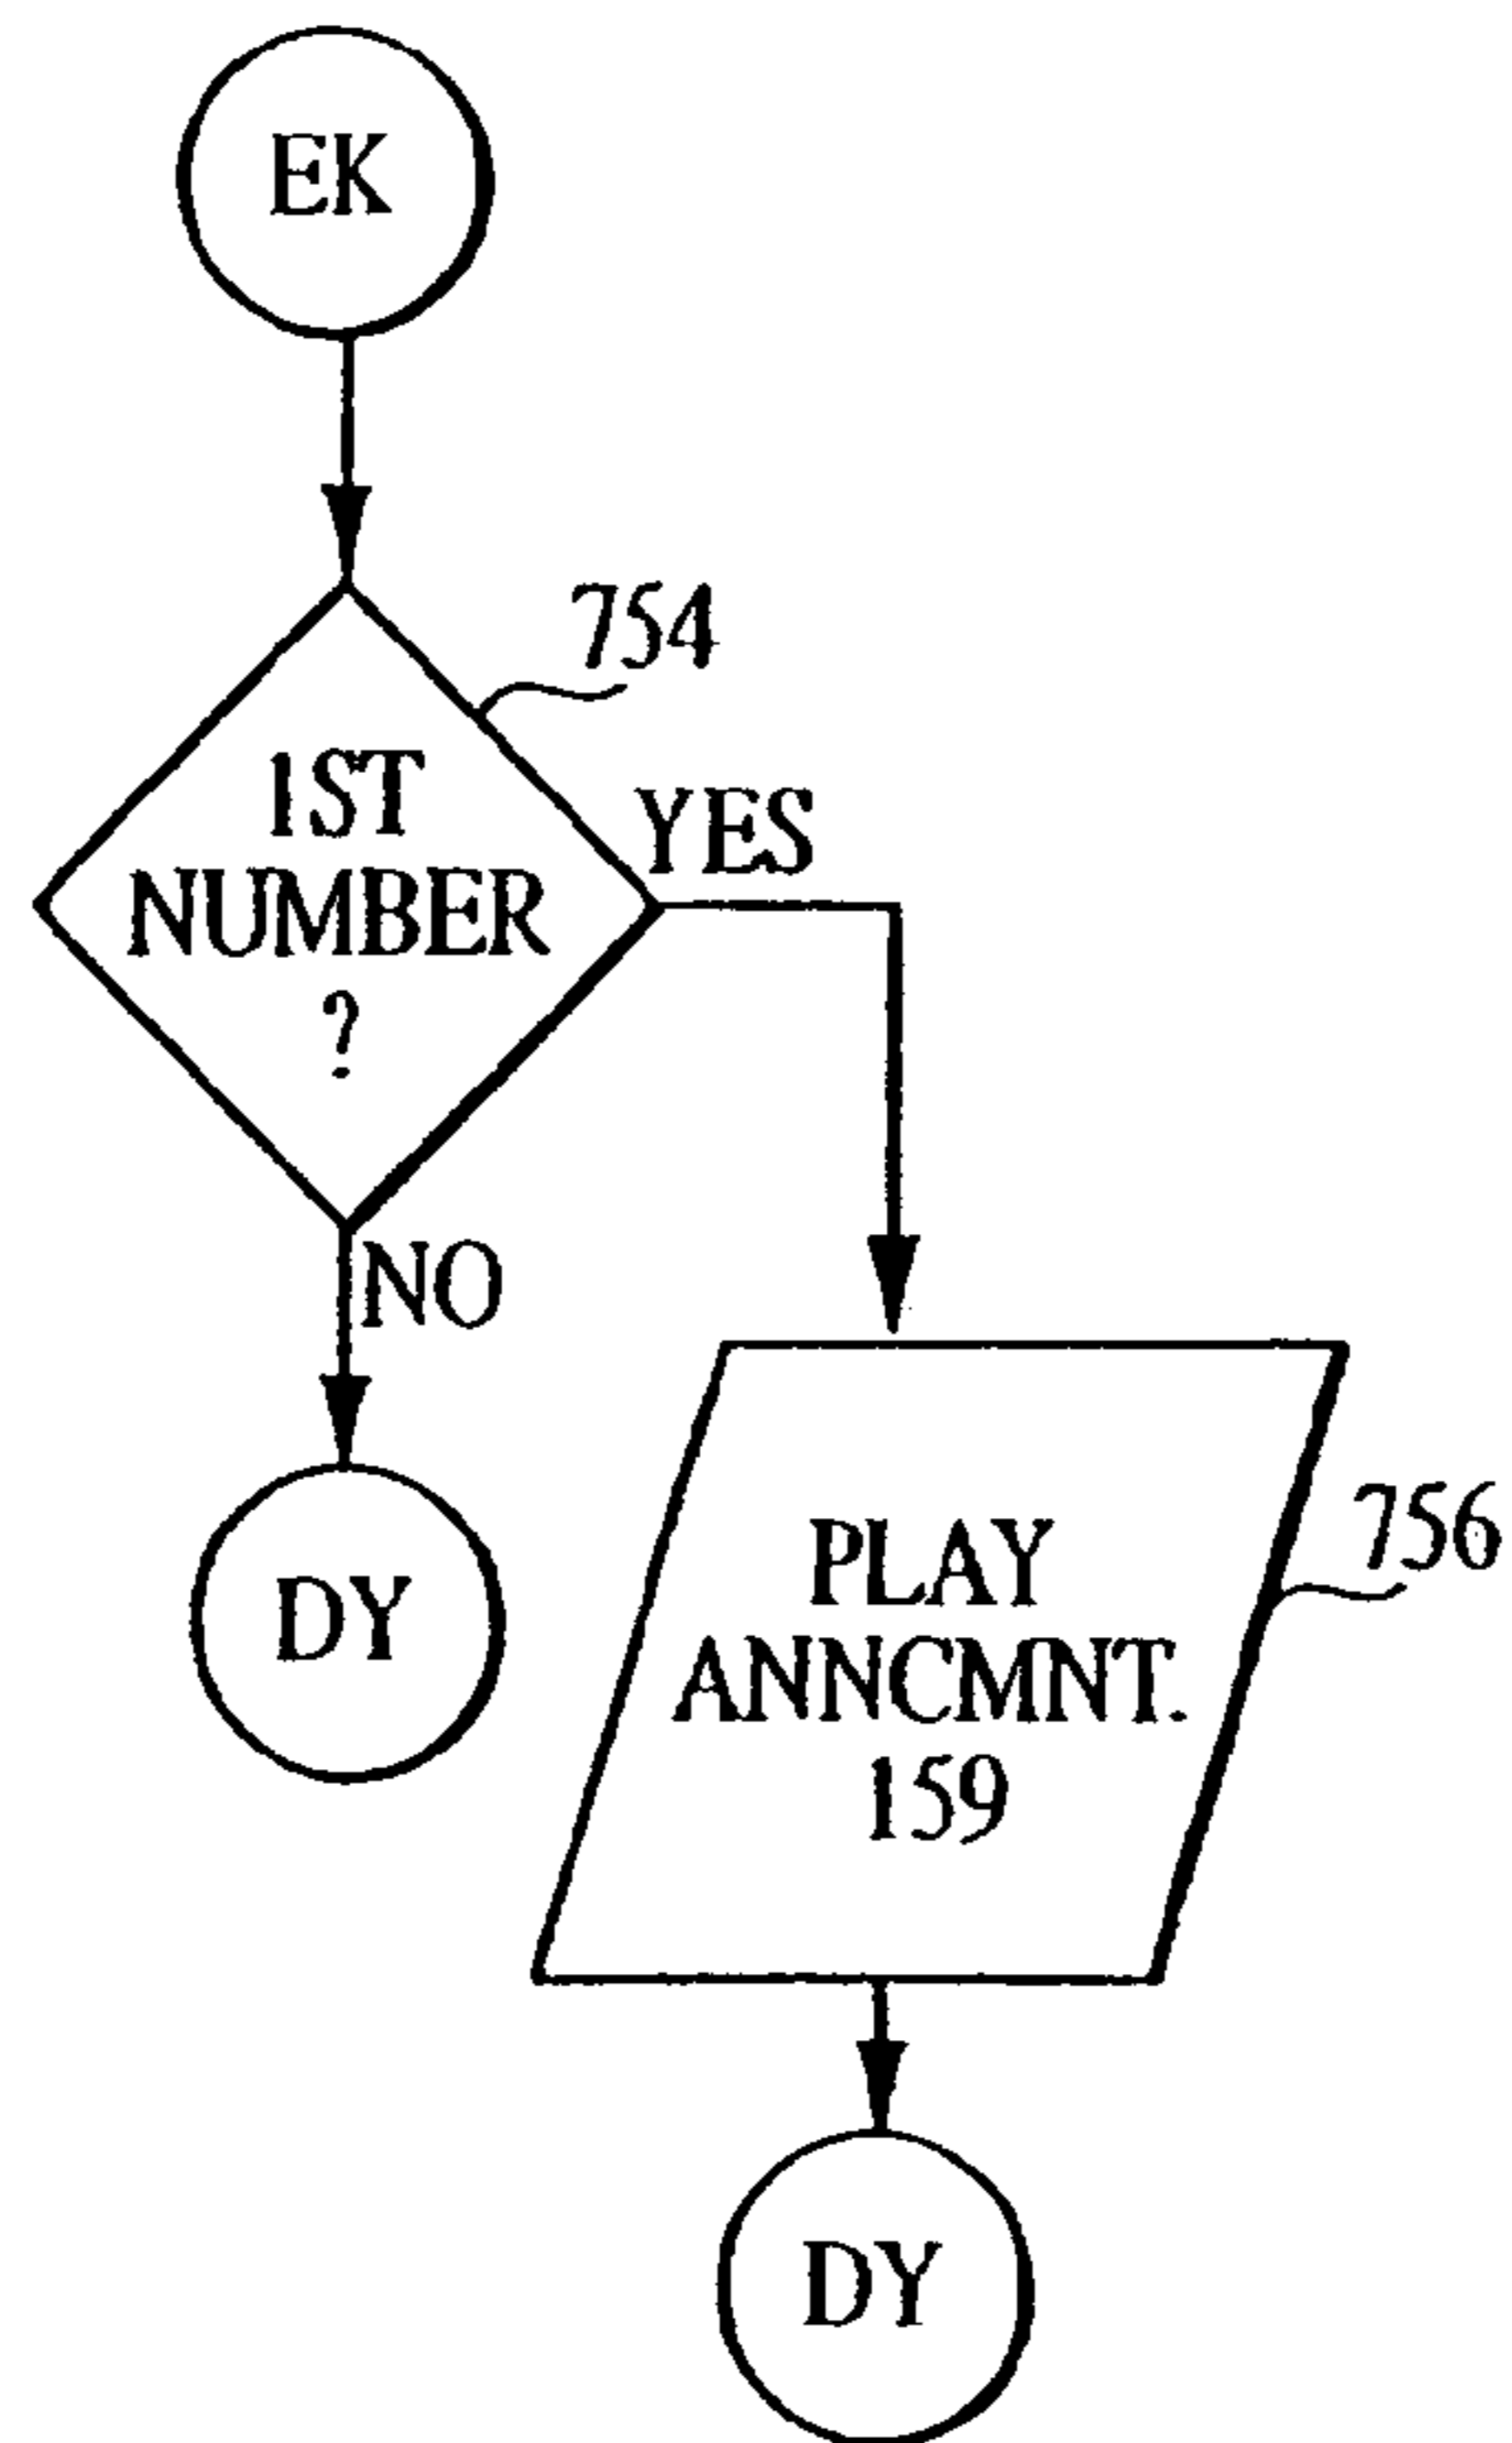 EK
754
1ST
NUMBER
?
YES
NO
DY
756
PLAY
ANNCMNT.
159
DY